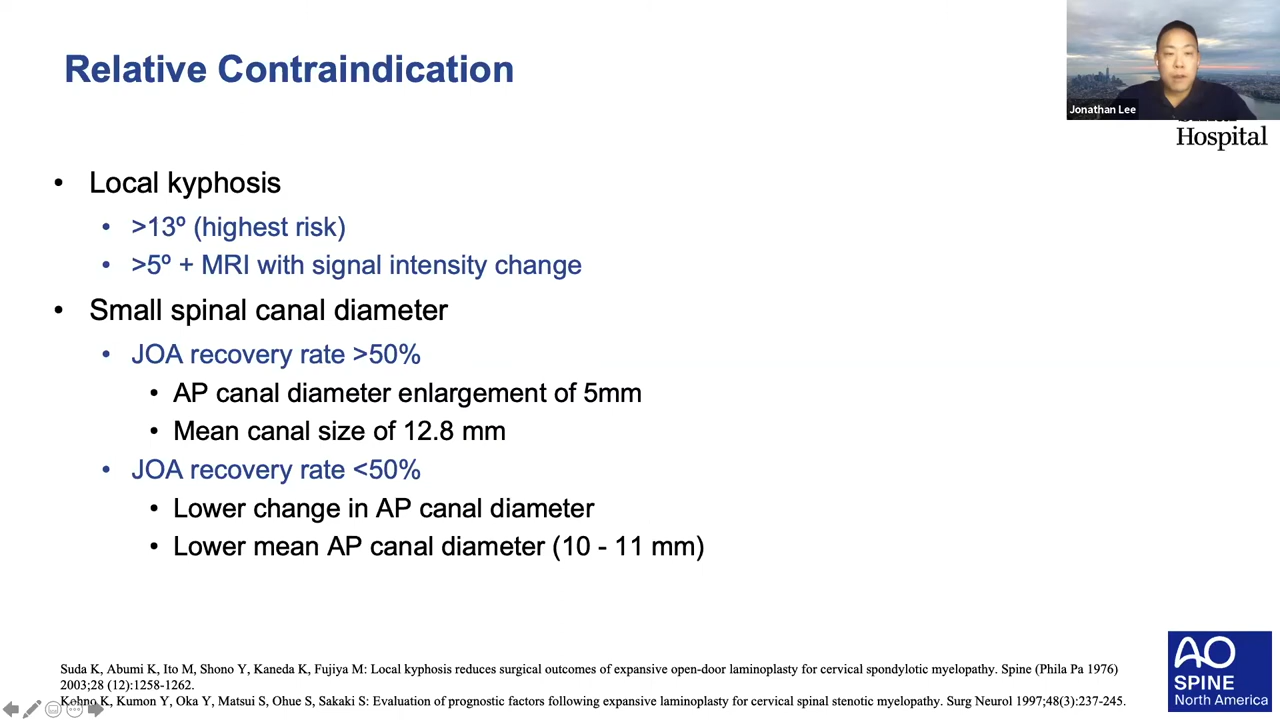 Relative Contraindication
Jonathan Lee
Hospital
• Local kyphosis
• >13º (highest risk)
• >5º + MRI with signal intensity change
• Small spinal canal diameter
• JOA recovery rate >50%
• AP canal diameter enlargement of 5mm
• Mean canal size of 12.8 mm
• JOA recovery rate <50%
• Lower change in AP canal diameter
• Lower mean AP canal diameter (10 - 11 mm)
Suda K, Abumi K, Ito M, Shono Y, Kaneda K, Fujiya M: Local kyphosis reduces surgical outcomes of expansive open-door laminoplasty for cervical spondylotic myelopathy. Spine (Phila Pa 1976)
2003;28 (12):1258-1262.
Kohno K, Kumon Y, Oka Y, Matsui S, Ohue S, Sakaki S: Evaluation of prognostic factors following expansive laminoplasty for cervical spinal stenotic myelopathy. Surg Neurol 1997;48(3):237-245.
AO
SPINE
North America